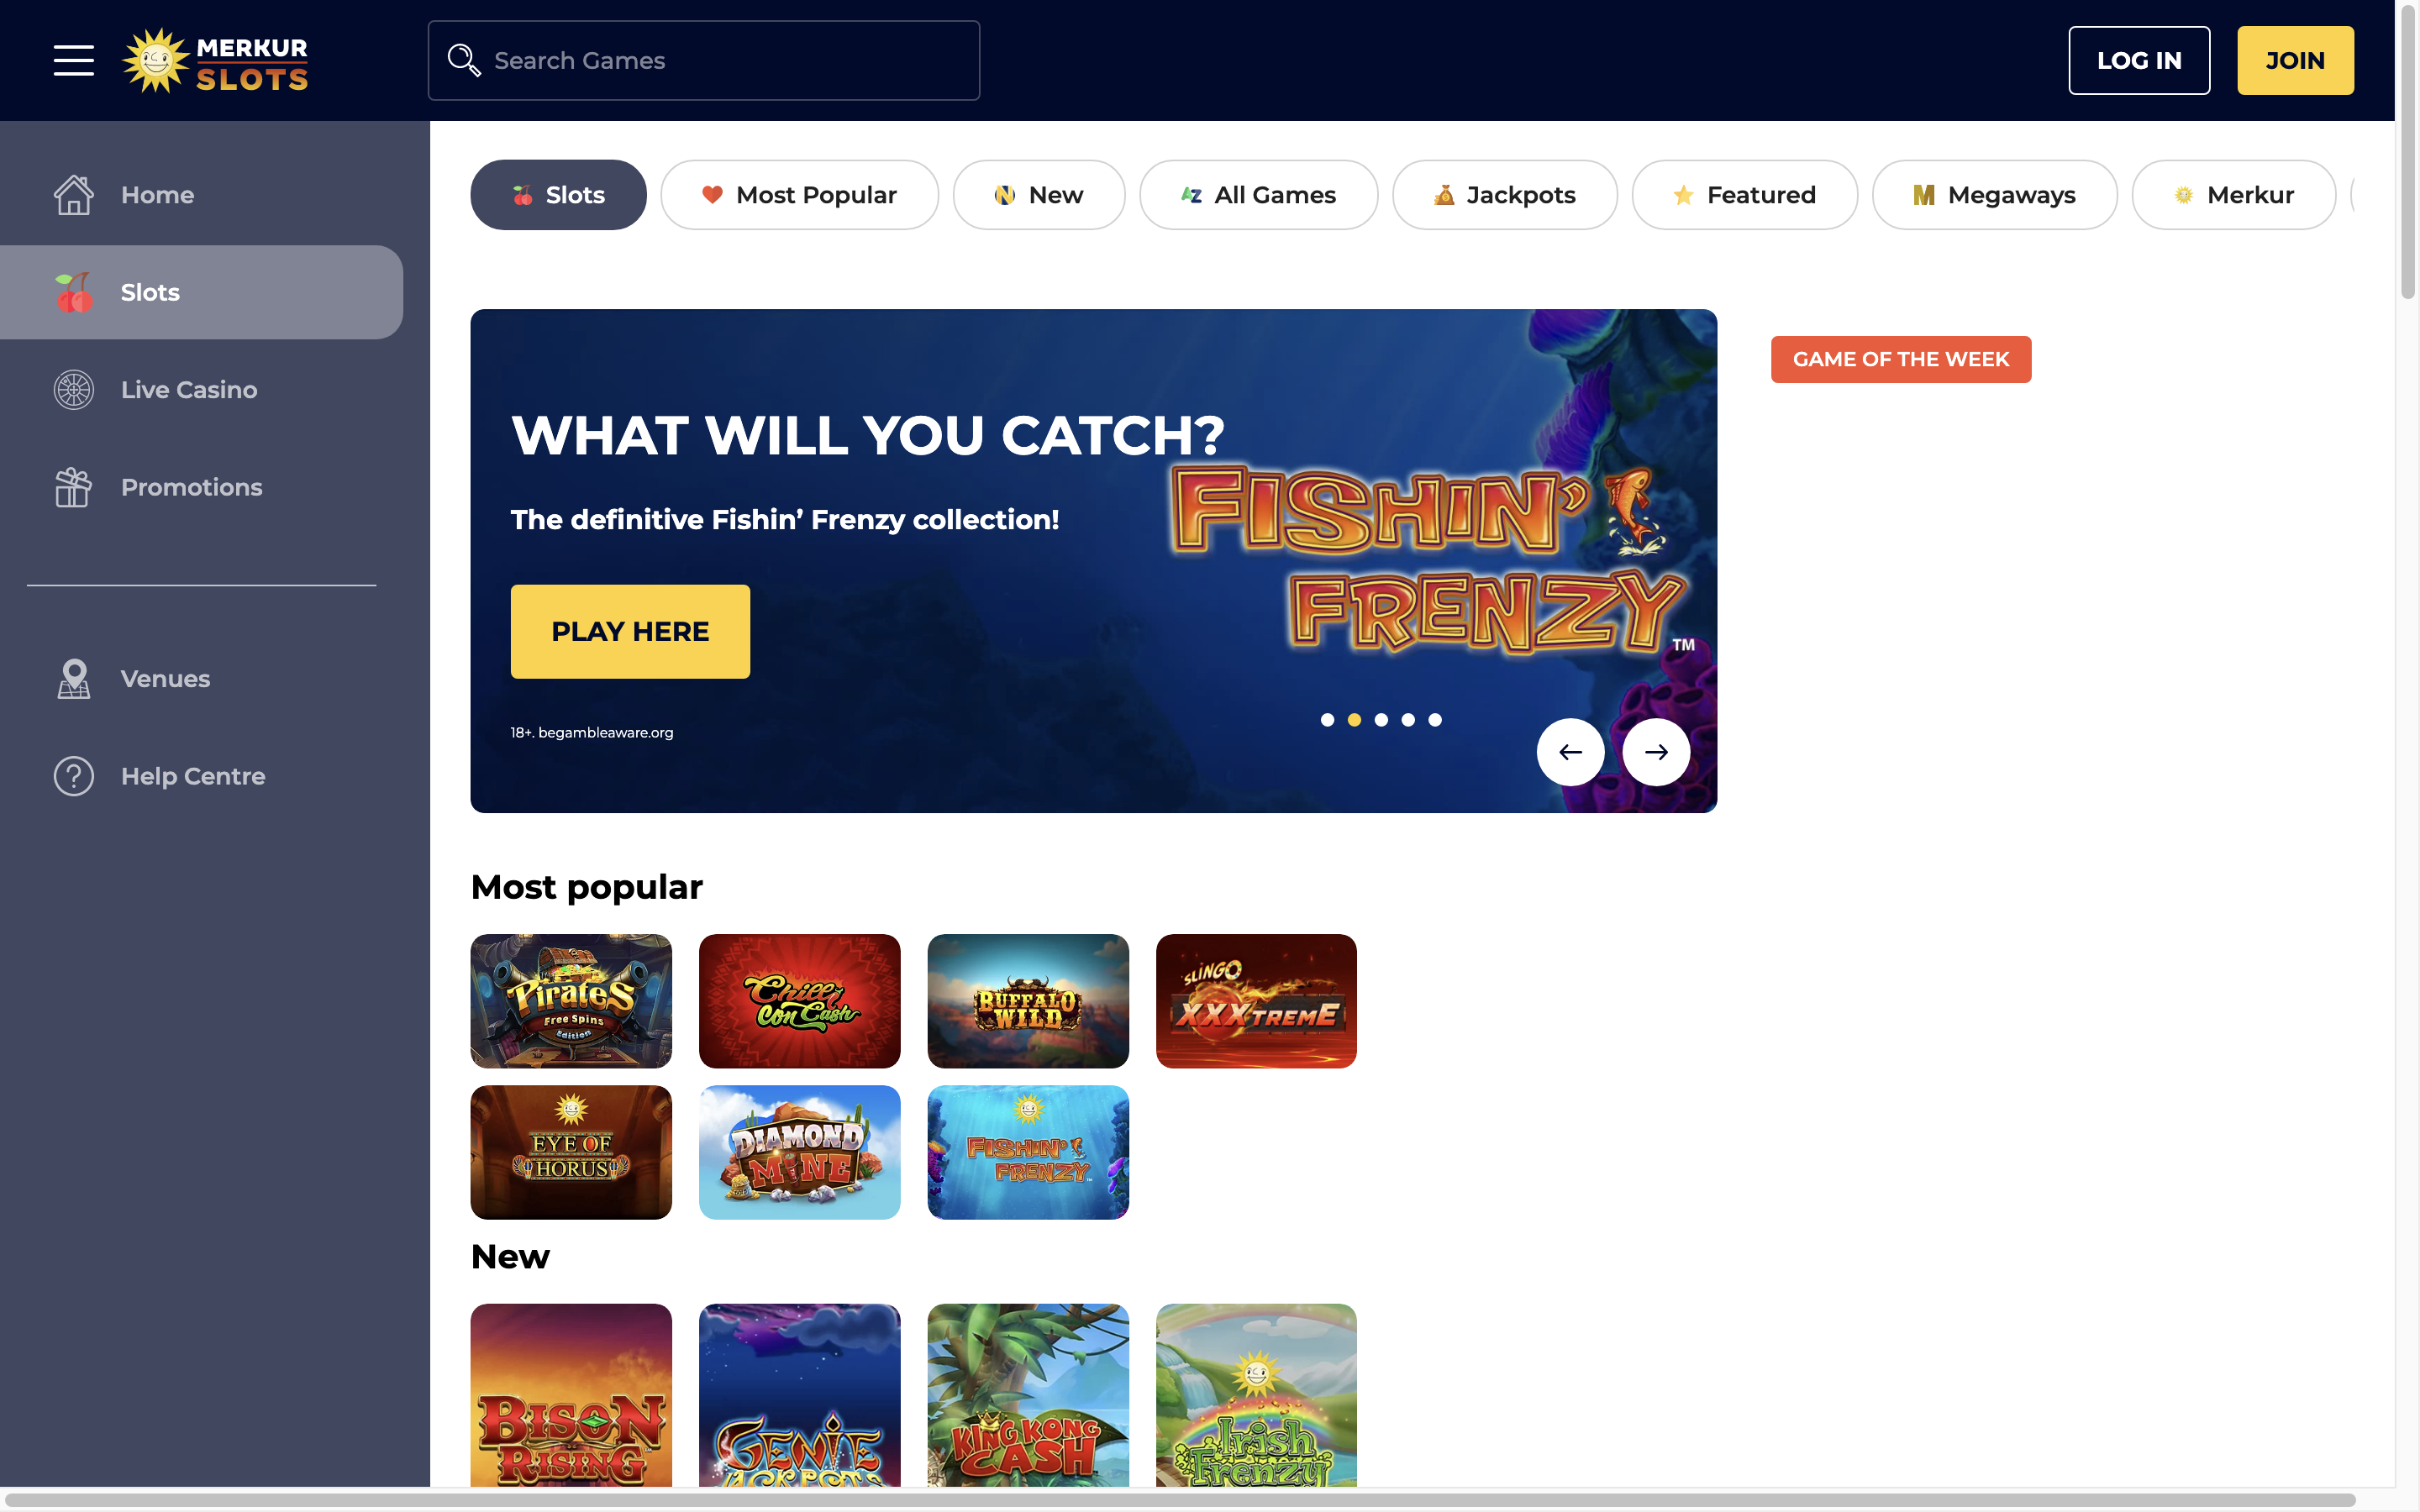 MERKUR
SLOTS
Search Games
LOG IN
JOIN
Home
Slots
Live Casino
Promotions
Venues
Help Centre
Slots
Most Popular
New
All Games
Jackpots
Featured
Megaways
Merkur
WHAT WILL YOU CATCH?
The definitive Fishin’ Frenzy collection!
PLAY HERE
18+. begambleaware.org
FISHIN’
FRENZY™
GAME OF THE WEEK
Most popular
Pirates
Free Spins
Edition
Chilli
Con Cash
BUFFALO
WILD
SLINGO
XXXTREME
EYE OF
HORUS
DIAMOND
MINE
FISHIN’
FRENZY
New
BISON
RISING
GENIE
JACKPOTS
KING KONG
CASH
Irish
Frenzy